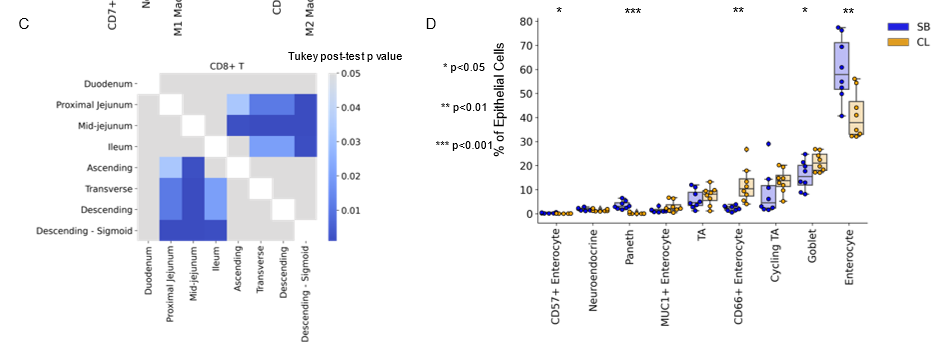 CD7+
M1 Mac
CD
M2 Mac
C
Tukey post-test p value
CD8+ T
Duodenum
Proximal Jejunum
Mid-jejunum
Ileum
Ascending
Transverse
Descending
Descending - Sigmoid
0.05
0.04
0.03
0.02
0.01
Duodenum
Proximal Jejunum
Mid-jejunum
Ileum
Ascending
Transverse
Descending
Descending - Sigmoid
D
* p<0.05
** p<0.01
*** p<0.001
% of Epithelial Cells
80
70
60
50
40
30
20
10
0
* *** ** * **
SB
CL
CD57+ Enterocyte
Neuroendocrine
Paneth
MUC1+ Enterocyte
TA
CD66+ Enterocyte
Cycling TA
Goblet
Enterocyte